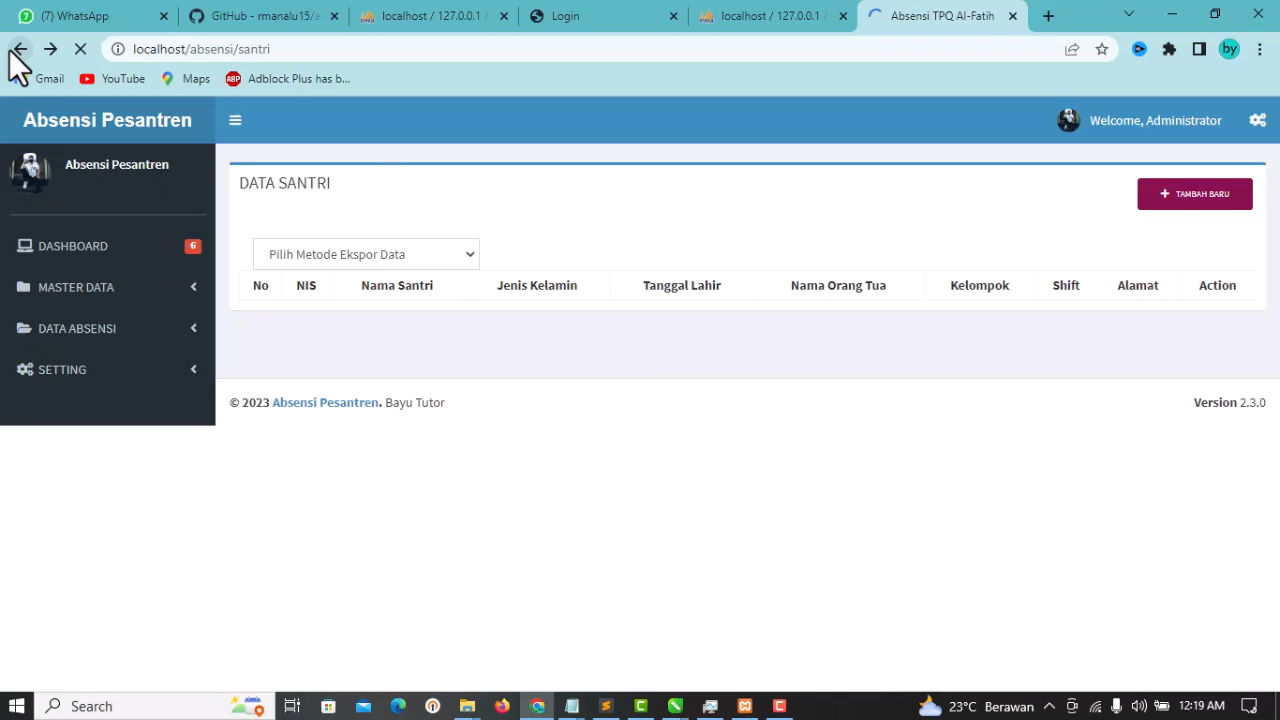 (7) WhatsApp
GitHub - manalu15/a
localhost / 127.0.0.1 /
Login
localhost / 127.0.0.1 /
Absensi TPQ Al-Fatih
localhost/absensi/santri
by
Gmail
YouTube
Maps
ABP
Adblock Plus has b...
Absensi Pesantren
Welcome, Administrator
Absensi Pesantren
DASHBOARD
6
MASTER DATA
DATA ABSENSI
SETTING
DATA SANTRI
TAMBAH BARU
Pilih Metode Ekspor Data
No NIS Nama Santri Jenis Kelamin Tanggal Lahir Nama Orang Tua Kelompok Shift Alamat Action
© 2023 Absensi Pesantren. Bayu Tutor
Version 2.3.0
Search
23°C Berawan
12:19 AM